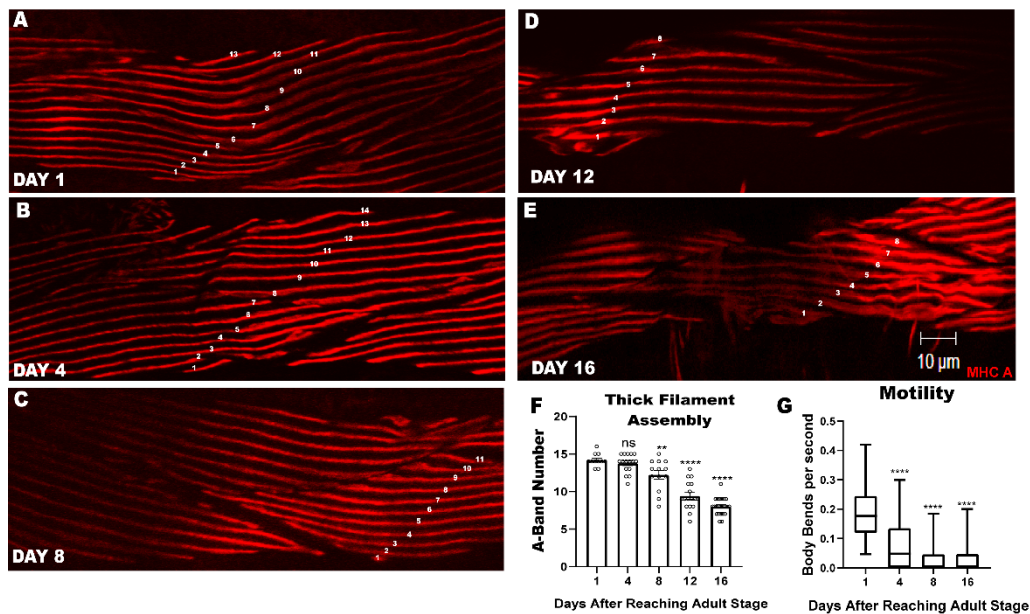 A
13 12 11
10
9
8
7
6
5
4
3
2
1
DAY 1
B
14
13
12
11
10
9
8
7
8
5
4
3
2
1
DAY 4
C
11
10
9
8
7
6
5
4
3
2
1
DAY 8
D
8
7
6
5
4
3
2
1
DAY 12
E
8
7
6
5
4
3
2
1
DAY 16
10 µm
MHC A
F
Thick Filament
Assembly
A-Band Number
20
15
10
5
0
ns
**
****
****
1 4 8 12 16
Days After Reaching Adult Stage
G
Motility
Body Bends per second
0.5
0.4
0.3
0.2
0.1
0.0
****
****
****
1 4 8 16
Days After Reaching Adult Stage